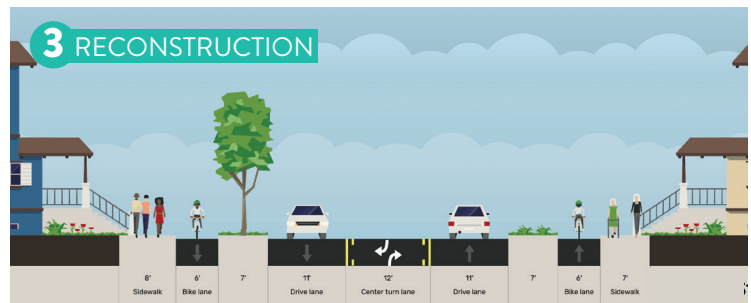 3 RECONSTRUCTION
8' 6' 7' 11' 12' 11' 7' 6' 7'
Sidewalk Bike lane Drive lane Center turn lane Drive lane Bike lane Sidewalk